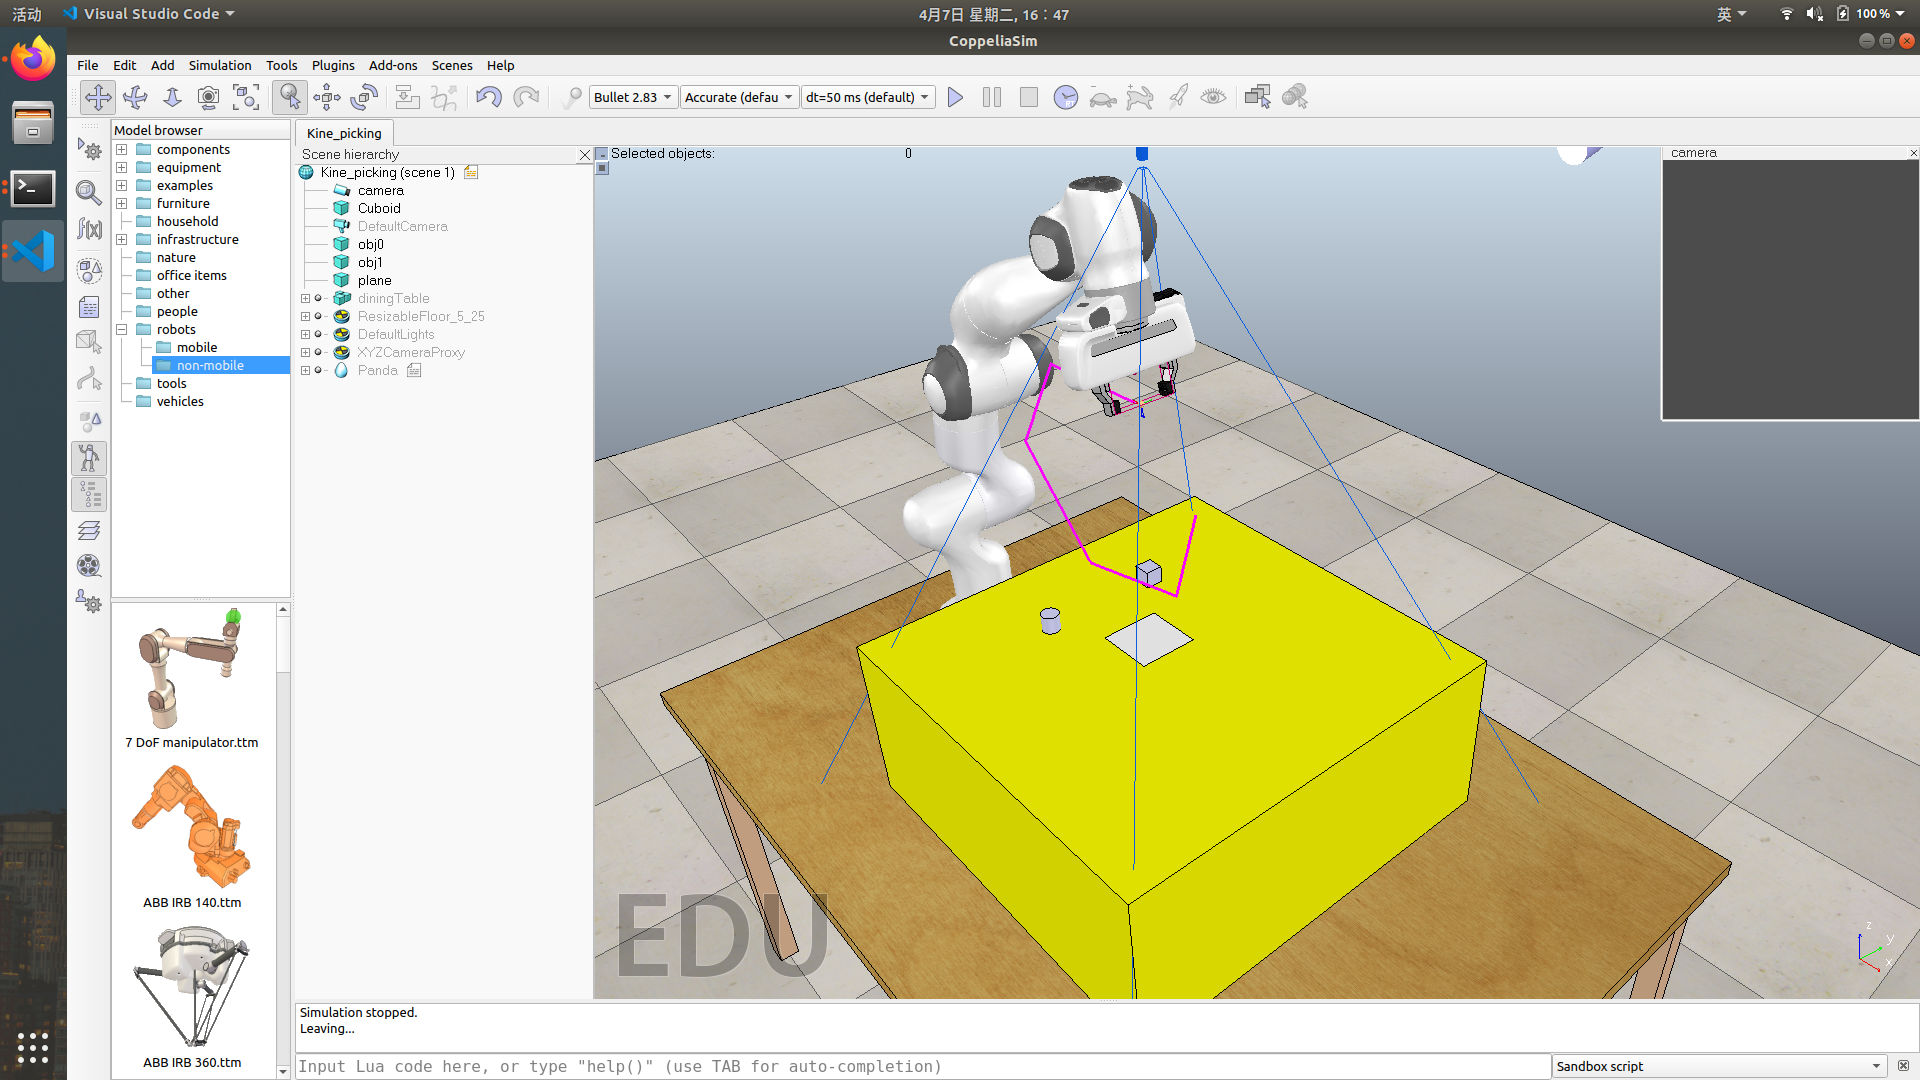 活动
Visual Studio Code
4月7日 星期二, 16：47
英
100 %
CoppeliaSim
File Edit Add Simulation Tools Plugins Add-ons Scenes Help
Bullet 2.83
Accurate (defau
dt=50 ms (default)
Model browser
components
equipment
examples
furniture
household
infrastructure
nature
office items
other
people
robots
mobile
non-mobile
tools
vehicles
7 DoF manipulator.ttm
ABB IRB 140.ttm
ABB IRB 360.ttm
Kine_picking
Scene hierarchy
Kine_picking (scene 1)
camera
Cuboid
DefaultCamera
obj0
obj1
plane
diningTable
ResizableFloor_5_25
DefaultLights
XYZCameraProxy
Panda
Selected objects: 0
camera
EDU
z
y
x
Simulation stopped.
Leaving...
Input Lua code here, or type "help()" (use TAB for auto-completion)
Sandbox script